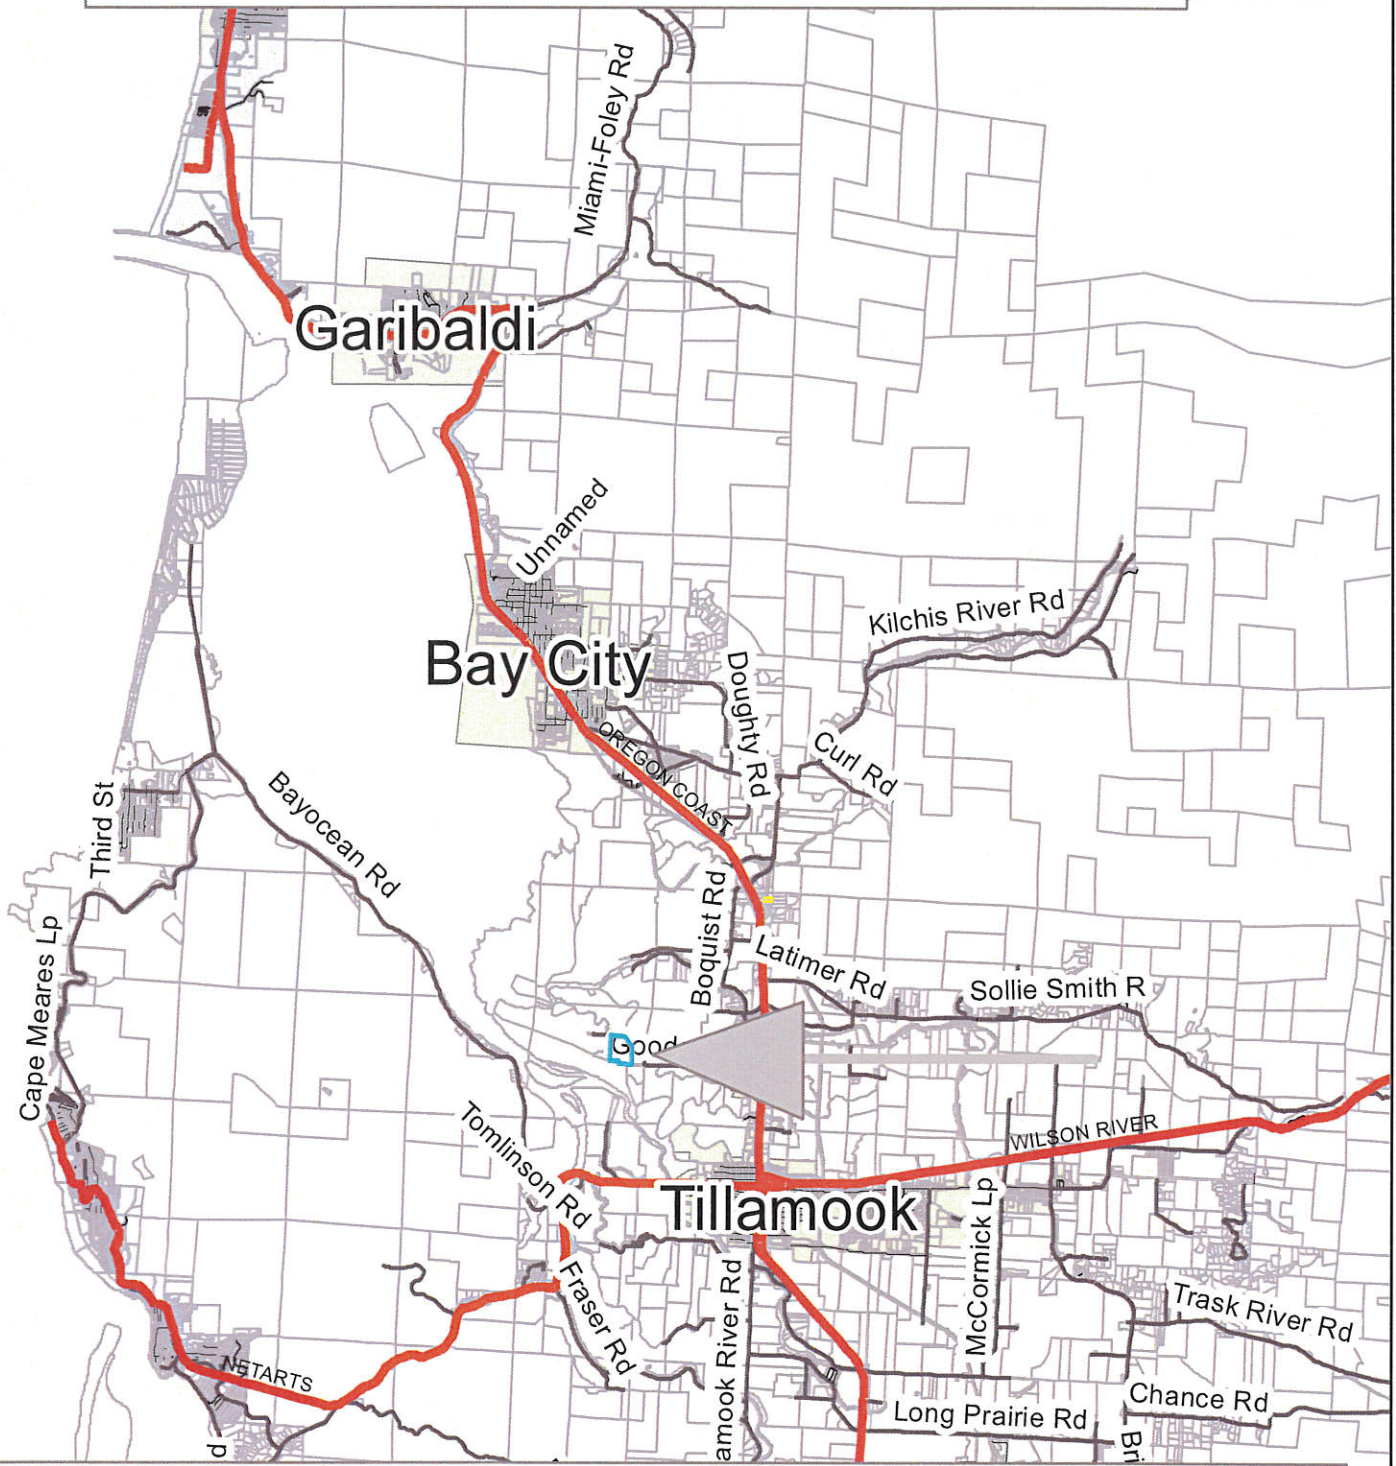 Miami-Foley Rd
Garibaldi
Unnamed
Kilchis River Rd
Bay City
Doughty Rd
OREGON COAST
Curl Rd
Third St
Bayocean Rd
Boquist Rd
Latimer Rd
Sollie Smith R
Cape Meares Lp
Good
Tomlinson Rd
WILSON RIVER
Tillamook
McCormick Lp
Fraser Rd
amook River Rd
Trask River Rd
NETARTS
Chance Rd
Long Prairie Rd
Bri
d